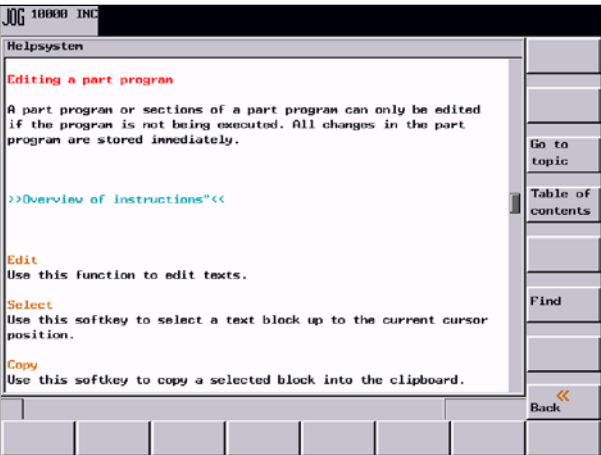 JOG 10000 INC
Helpsystem
Editing a part program
A part program or sections of a part program can only be edited
if the program is not being executed. All changes in the part
program are stored immediately.
>>Overview of instructions"<<
Edit
Use this function to edit texts.
Select
Use this softkey to select a text block up to the current cursor
position.
Copy
Use this softkey to copy a selected block into the clipboard.
Go to
topic
Table of
contents
Find
«
Back